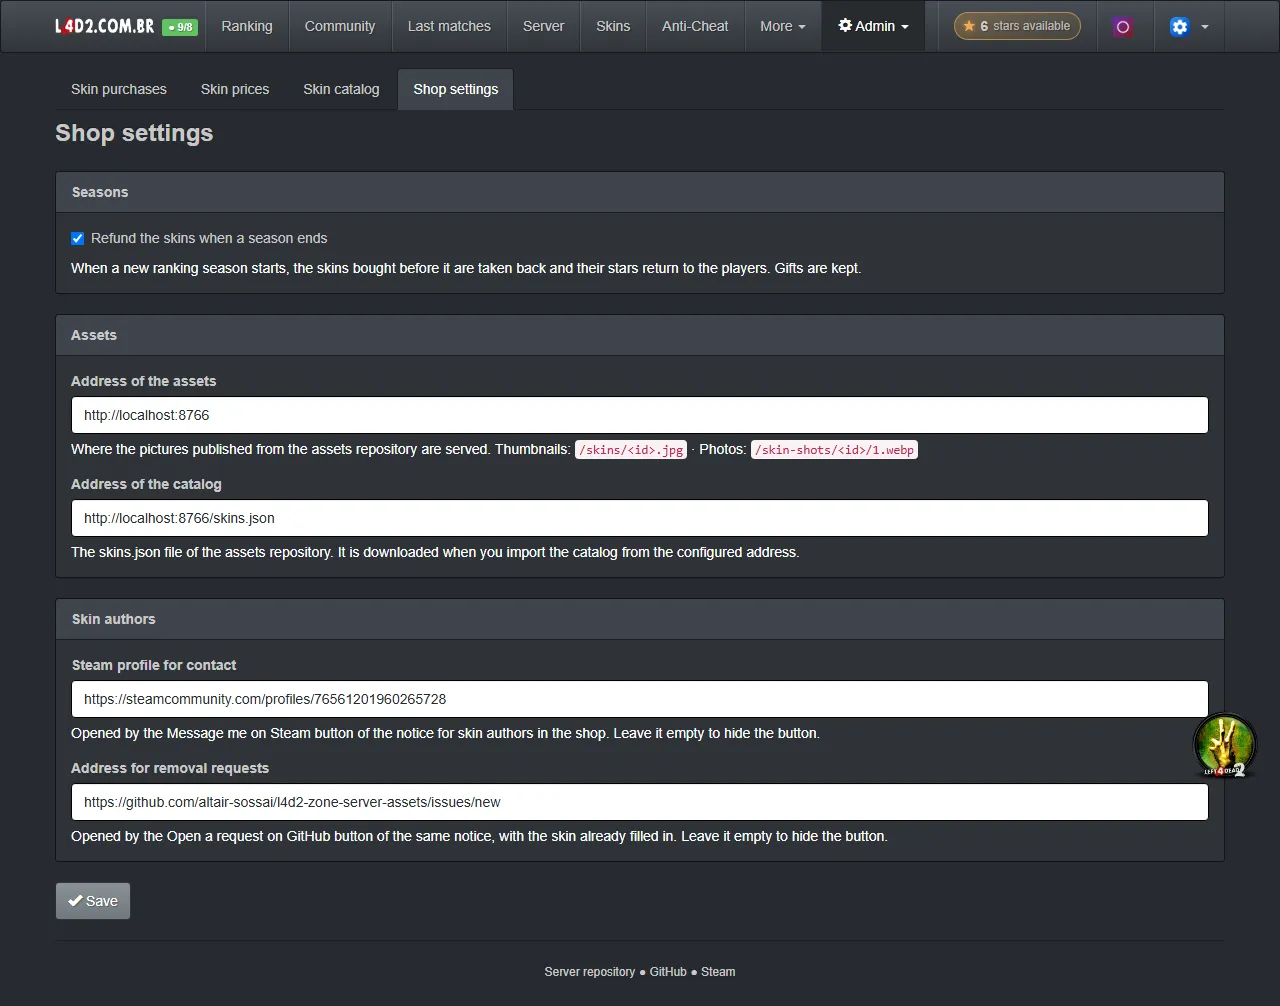 L4D2.COM.BR
9/8
Ranking
Community
Last matches
Server
Skins
Anti-Cheat
More
Admin
6 stars available
Skin purchases
Skin prices
Skin catalog
Shop settings
Shop settings
Seasons
Refund the skins when a season ends
When a new ranking season starts, the skins bought before it are taken back and their stars return to the players. Gifts are kept.
Assets
Address of the assets
http://localhost:8766
Where the pictures published from the assets repository are served. Thumbnails: /skins/<id>.jpg · Photos: /skin-shots/<id>/1.webp
Address of the catalog
http://localhost:8766/skins.json
The skins.json file of the assets repository. It is downloaded when you import the catalog from the configured address.
Skin authors
Steam profile for contact
https://steamcommunity.com/profiles/76561201960265728
Opened by the Message me on Steam button of the notice for skin authors in the shop. Leave it empty to hide the button.
LEFT 4 DEAD 2
Address for removal requests
https://github.com/altair-sossai/l4d2-zone-server-assets/issues/new
Opened by the Open a request on GitHub button of the same notice, with the skin already filled in. Leave it empty to hide the button.
Save
Server repository ● GitHub ● Steam